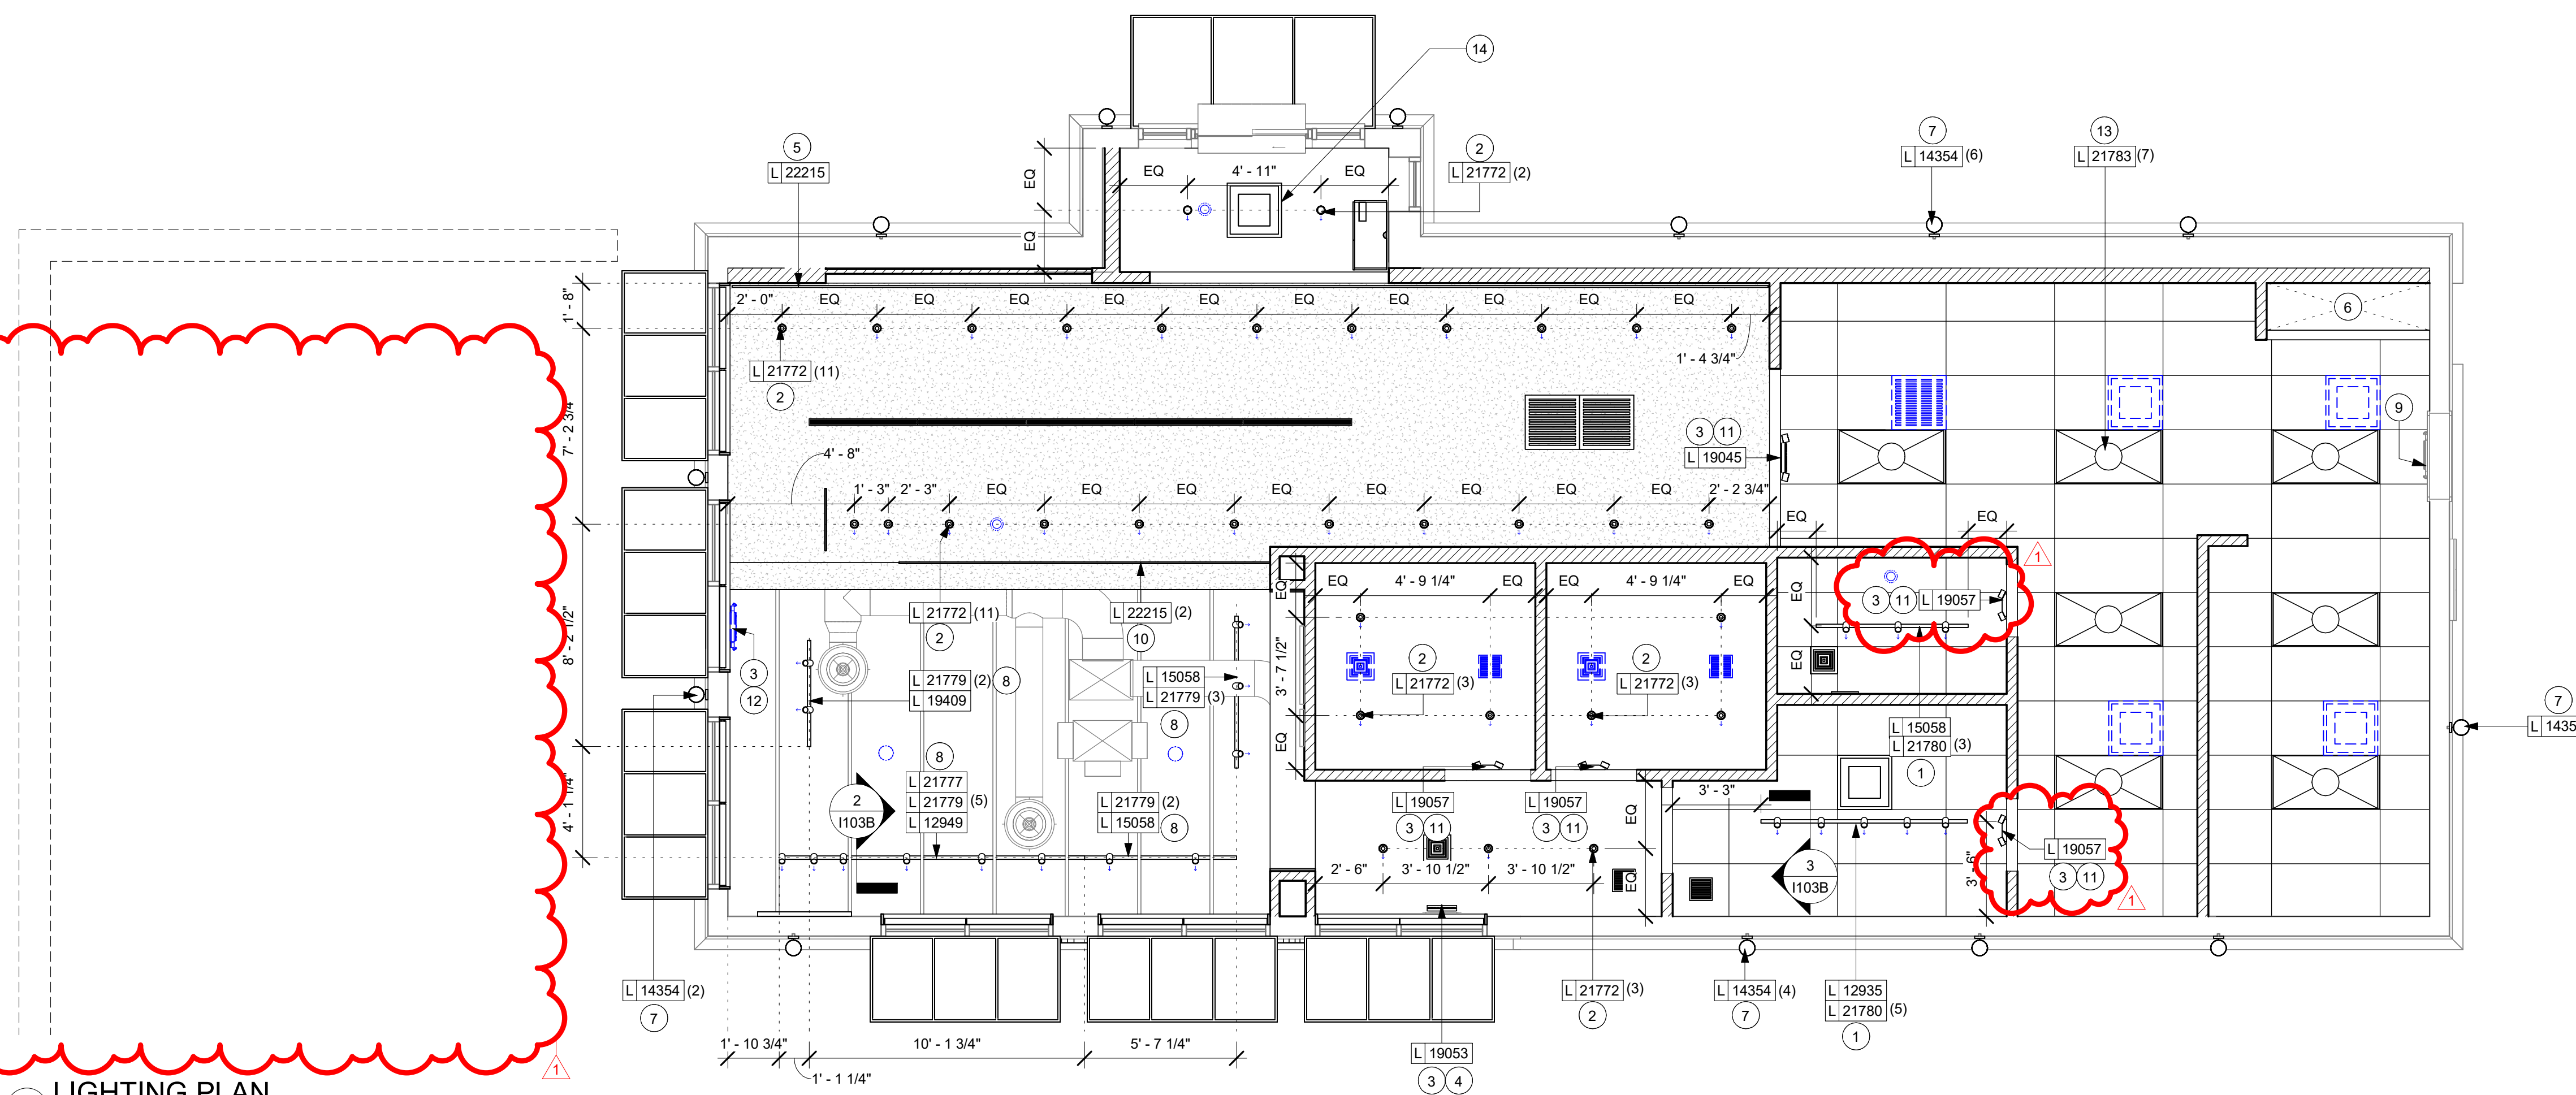 14
5
L 22215
2
L 21772 (2)
7
L 14354 (6)
13
L 21783 (7)
EQ 4' - 11" EQ
EQ
EQ
1' - 8"
2' - 0" EQ EQ EQ EQ EQ EQ EQ EQ EQ EQ
6
1' - 4 3/4"
L 21772 (11)
2
7' - 2 3/4"
9
3 11
L 19045
4' - 8"
1' - 3" 2' - 3" EQ EQ EQ EQ EQ EQ EQ EQ 2' - 2 3/4"
EQ EQ
1
EQ 4' - 9 1/4" EQ EQ 4' - 9 1/4" EQ
EQ
EQ
3 11 L 19057
L 21772 (11)
2
L 22215 (2)
10
8' - 2 1/2"
3' - 7 1/2"
2
L 21772 (3)
2
L 21772 (3)
EQ
3
12
L 21779 (2) 8
L 19409
L 15058
L 21779 (3)
8
7
L 1435
L 15058
L 21780 (3)
1
EQ
8
L 21777
L 21779 (5)
L 12949
2
I103B
L 21779 (2)
L 15058 8
4' - 1 1/4"
L 19057
3 11
L 19057
3 11
EQ
3' - 3"
L 19057
3 11
1
3' - 6"
3
I103B
2' - 6" 3' - 10 1/2" 3' - 10 1/2"
EQ
L 14354 (2)
7
L 21772 (3)
2
L 14354 (4)
7
L 12935
L 21780 (5)
1
1' - 10 3/4" 10' - 1 3/4" 5' - 7 1/4"
1' - 1 1/4"
L 19053
3 4
1
LIGHTING PLAN